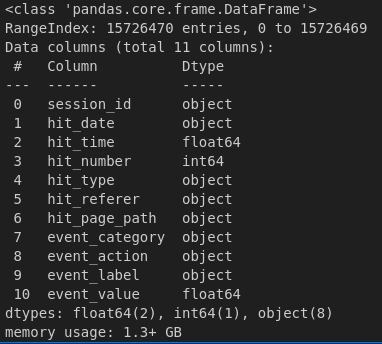 <class 'pandas.core.frame.DataFrame'>
RangeIndex: 15726470 entries, 0 to 15726469
Data columns (total 11 columns):
 #   Column          Dtype
---  ------          -----
 0   session_id      object
 1   hit_date        object
 2   hit_time        float64
 3   hit_number      int64
 4   hit_type        object
 5   hit_referer     object
 6   hit_page_path   object
 7   event_category  object
 8   event_action    object
 9   event_label     object
 10  event_value     float64
dtypes: float64(2), int64(1), object(8)
memory usage: 1.3+ GB